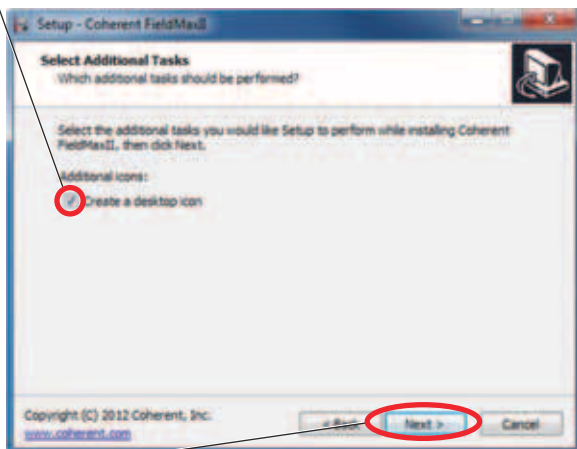 Setup - Coherent FieldMaxII
Select Additional Tasks
Which additional tasks should be performed?
Select the additional tasks you would like Setup to perform while installing Coherent
FieldMaxII, then click Next.
Additional icons:
Create a desktop icon
Copyright (C) 2012 Coherent, Inc.
www.coherent.com
< Back
Next >
Cancel